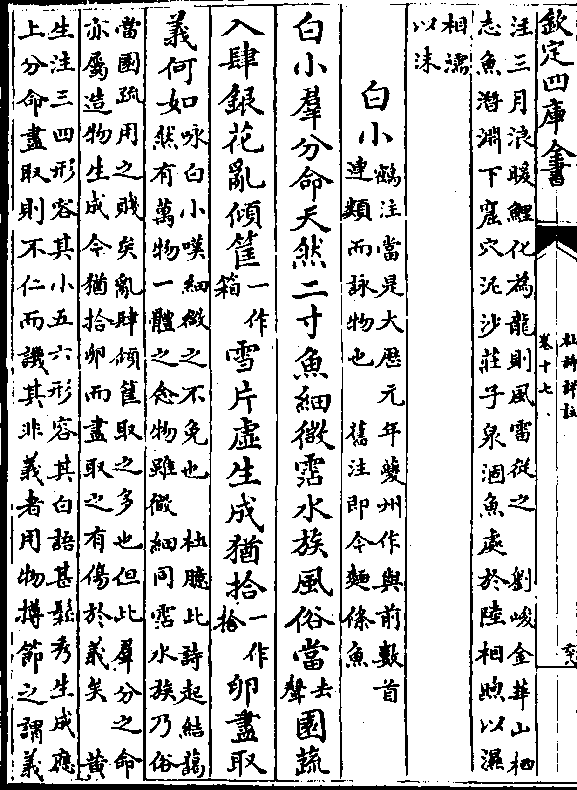 欽定四庫全書
杜詩詳註
卷十七
注三月浪暖鯉化為龍則風雷從之 劉峻金華山栖
志魚潛淵下窟穴泥沙莊子泉涸魚處於陸相煦以濕
相濡
以沫
白小
鶴注當是大歴元年夔州作與前數首
連類而詠物也 舊注即今麵條魚
白小羣分命天然二寸魚細微霑水族風俗當去聲園蔬
入肆銀花亂傾筐一作箱雪片虛生成猶拾一作捨卵盡取
義何如
咏白小嘆細微之不免也 杜臆此詩起結藹
然有萬物一體之念物雖微細同霑水族乃俗
當園疏用之賤矣亂肆傾筐取之多也但此羣分之命
亦屬造物生成今猶拾卵而盡取之有傷於義矣 黄
生注三四形容其小五六形容其白語甚鬆秀生成應
上分命盡取則不仁而譏其非義者用物撙節之謂義